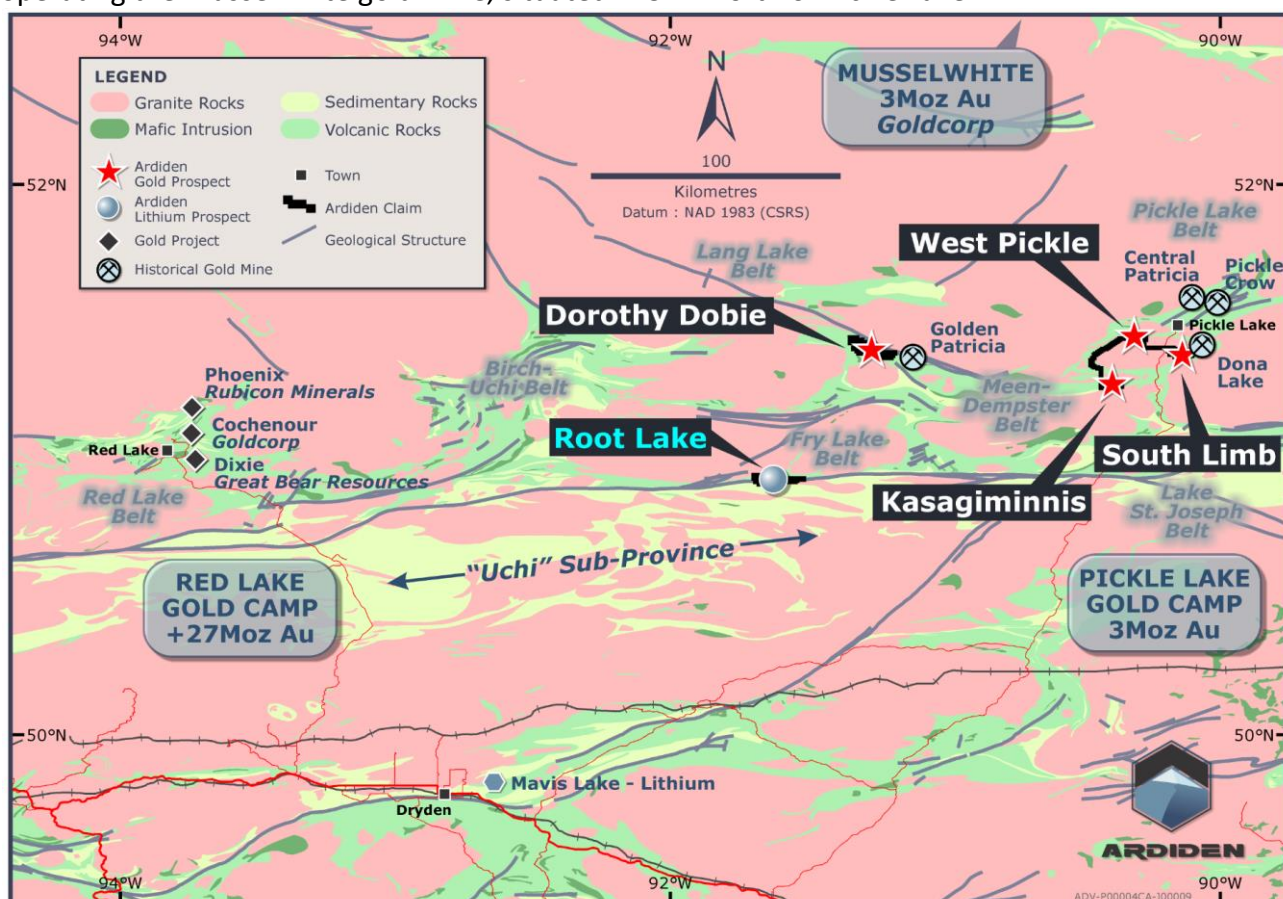 94°W
92°W
90°W
LEGEND
Granite Rocks
Sedimentary Rocks
Mafic Intrusion
Volcanic Rocks
Ardiden
Gold Prospect
Town
Ardiden
Lithium Prospect
Ardiden Claim
Gold Project
Geological Structure
Historical Gold Mine
N
100
Kilometres
Datum : NAD 1983 (CSRS)
MUSSELWHITE
3Moz Au
Goldcorp
52°N
52°N
Pickle Lake
Belt
West Pickle
Central
Patricia
Pickle
Crow
Lang Lake
Belt
Dorothy Dobie
Golden
Patricia
Pickle Lake
Dona
Lake
Birch-
Uchi Belt
Meen-
Dempster
Belt
Phoenix
Rubicon Minerals
Cochenour
Goldcorp
Red Lake
Dixie
Great Bear Resources
Red Lake
Belt
Root Lake
Fry Lake
Belt
South Limb
Kasagiminnis
Lake
St. Joseph
Belt
"Uchi" Sub-Province
RED LAKE
GOLD CAMP
+27Moz Au
PICKLE LAKE
GOLD CAMP
3Moz Au
50°N
50°N
Mavis Lake - Lithium
Dryden
ARDIDEN
94°W
92°W
90°W
ADV-P00004CA-100009